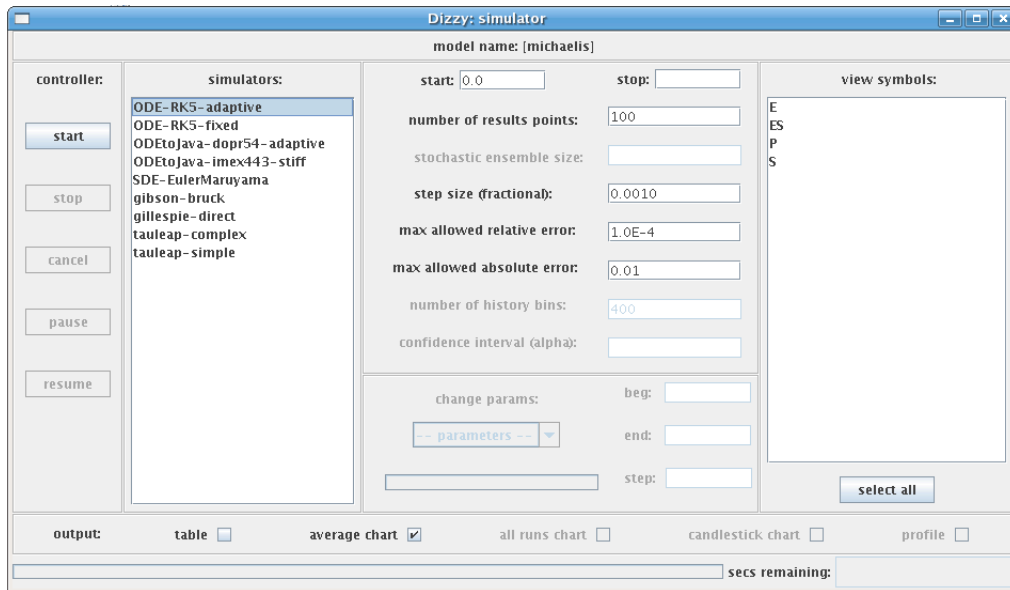 Dizzy: simulator
model name: [michaelis]
controller:
start
stop
cancel
pause
resume
simulators:
ODE-RK5-adaptive
ODE-RK5-fixed
ODEtoJava-dopr54-adaptive
ODEtoJava-imex443-stiff
SDE-EulerMaruyama
gibson-bruck
gillespie-direct
tauleap-complex
tauleap-simple
start: 0.0 stop:
number of results points: 100
stochastic ensemble size:
step size (fractional): 0.0010
max allowed relative error: 1.0E-4
max allowed absolute error: 0.01
number of history bins: 400
confidence interval (alpha):
change params:
-- parameters --
beg:
end:
step:
view symbols:
E
ES
P
S
select all
output: table average chart all runs chart candlestick chart profile
secs remaining: